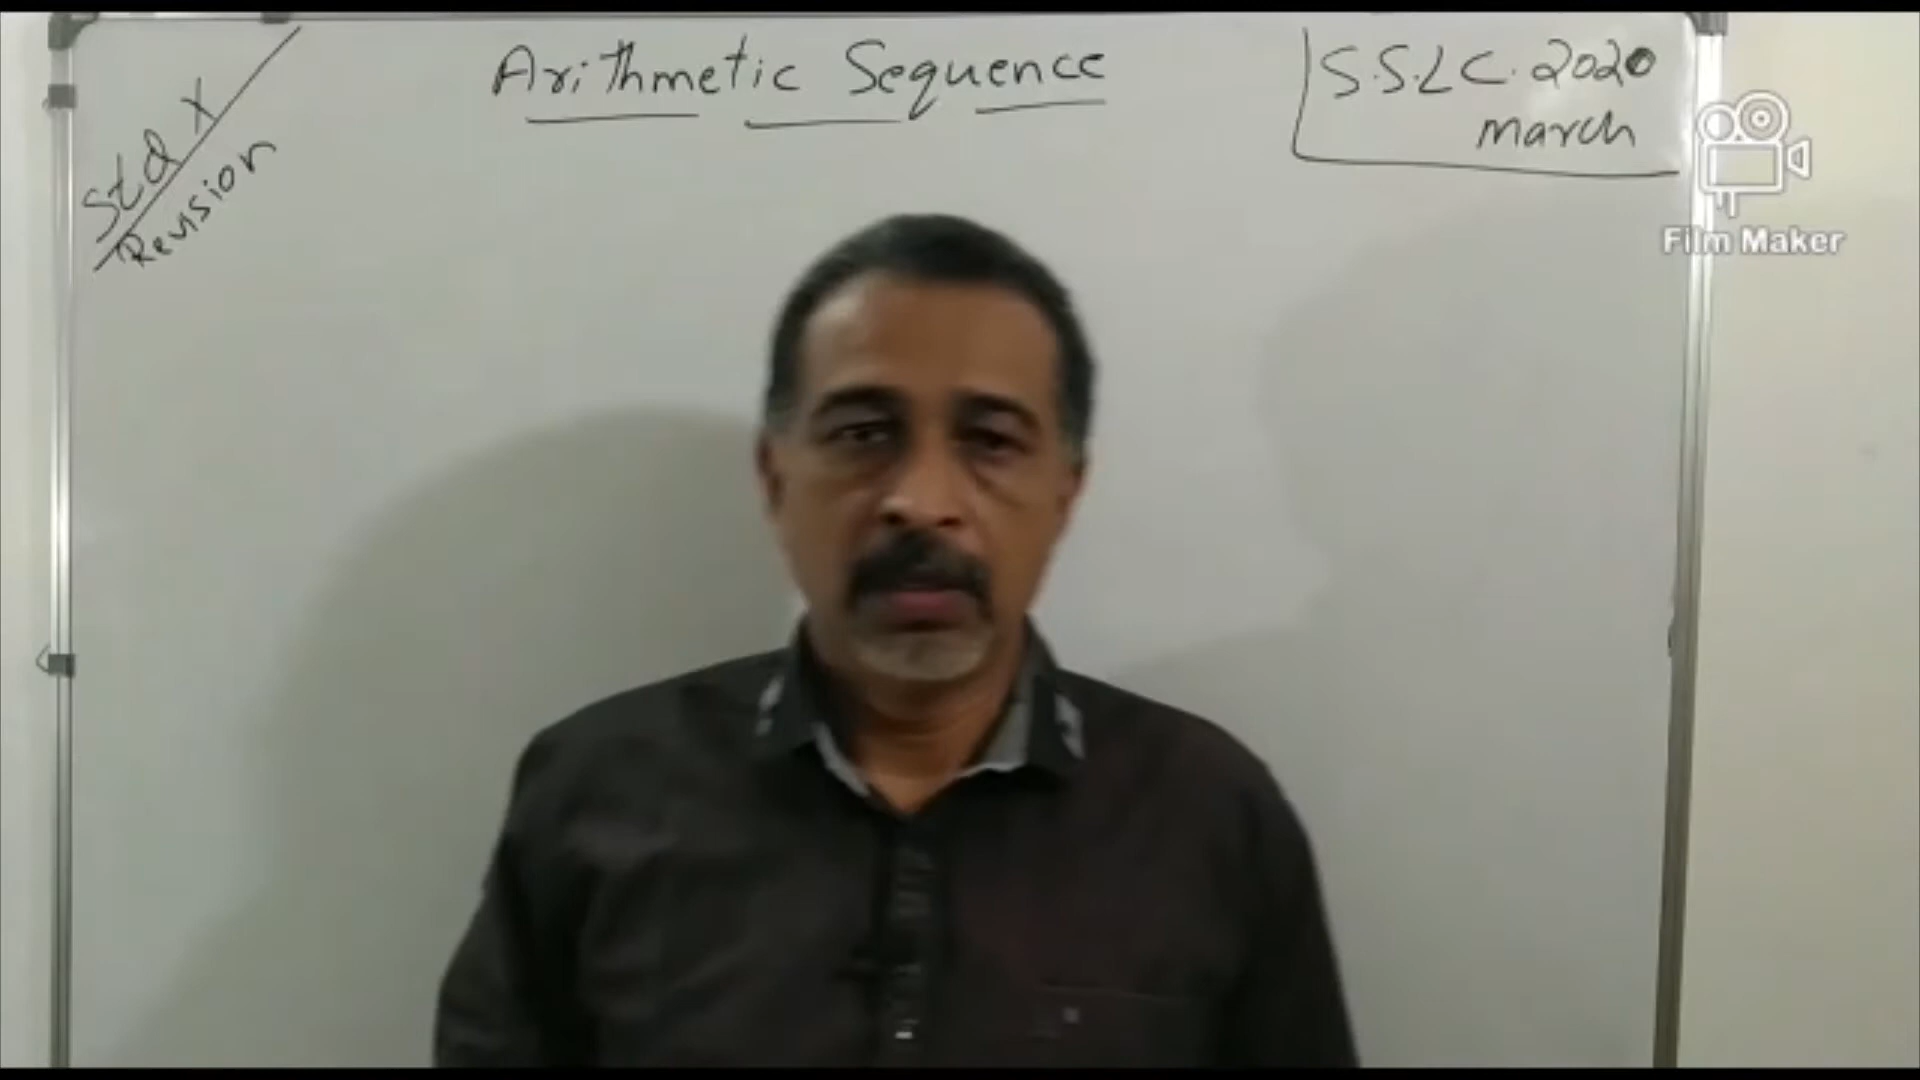 Std X
Revision
Arithmetic Sequence
S.S.L.C. 2020
march
Film Maker